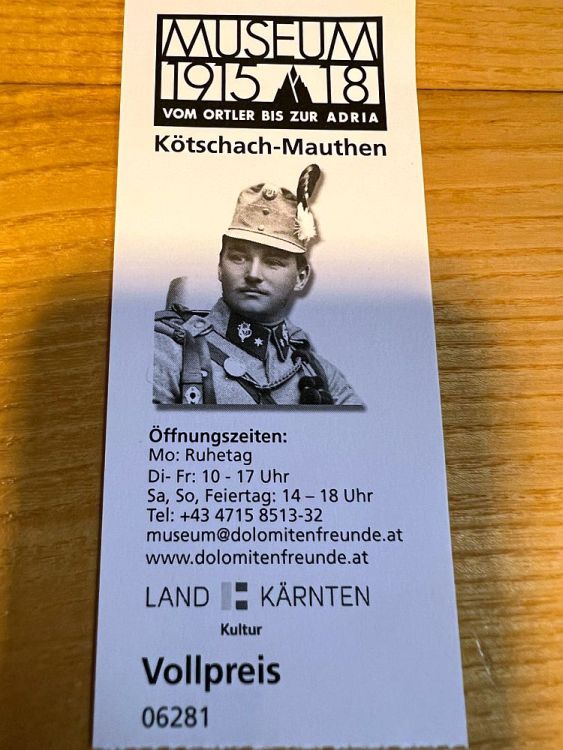 MUSEUM
1915 18
VOM ORTLER BIS ZUR ADRIA
Kötschach-Mauthen
Öffnungszeiten:
Mo: Ruhetag
Di- Fr: 10 - 17 Uhr
Sa, So, Feiertag: 14 – 18 Uhr
Tel: +43 4715 8513-32
museum@dolomitenfreunde.at
www.dolomitenfreunde.at
LAND KÄRNTEN
Kultur
Vollpreis
06281